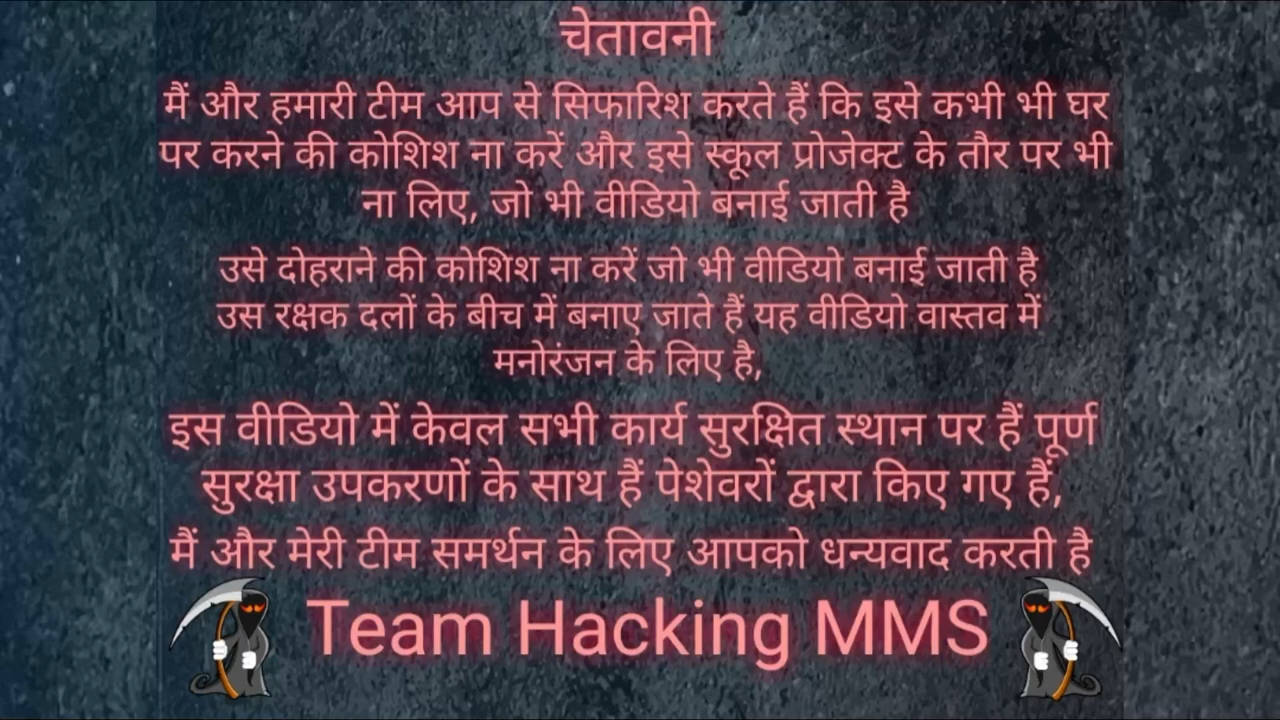 चेतावनी
मैं और हमारी टीम आप से सिफारिश करते हैं कि इसे कभी भी घर
पर करने की कोशिश ना करें और इसे स्कूल प्रोजेक्ट के तौर पर भी
ना लिए, जो भी वीडियो बनाई जाती है
उसे दोहराने की कोशिश ना करें जो भी वीडियो बनाई जाती है
उस रक्षक दलों के बीच में बनाए जाते हैं यह वीडियो वास्तव में
मनोरंजन के लिए है,
इस वीडियो में केवल सभी कार्य सुरक्षित स्थान पर हैं पूर्ण
सुरक्षा उपकरणों के साथ हैं पेशेवरों द्वारा किए गए हैं,
मैं और मेरी टीम समर्थन के लिए आपको धन्यवाद करती है
Team Hacking MMS